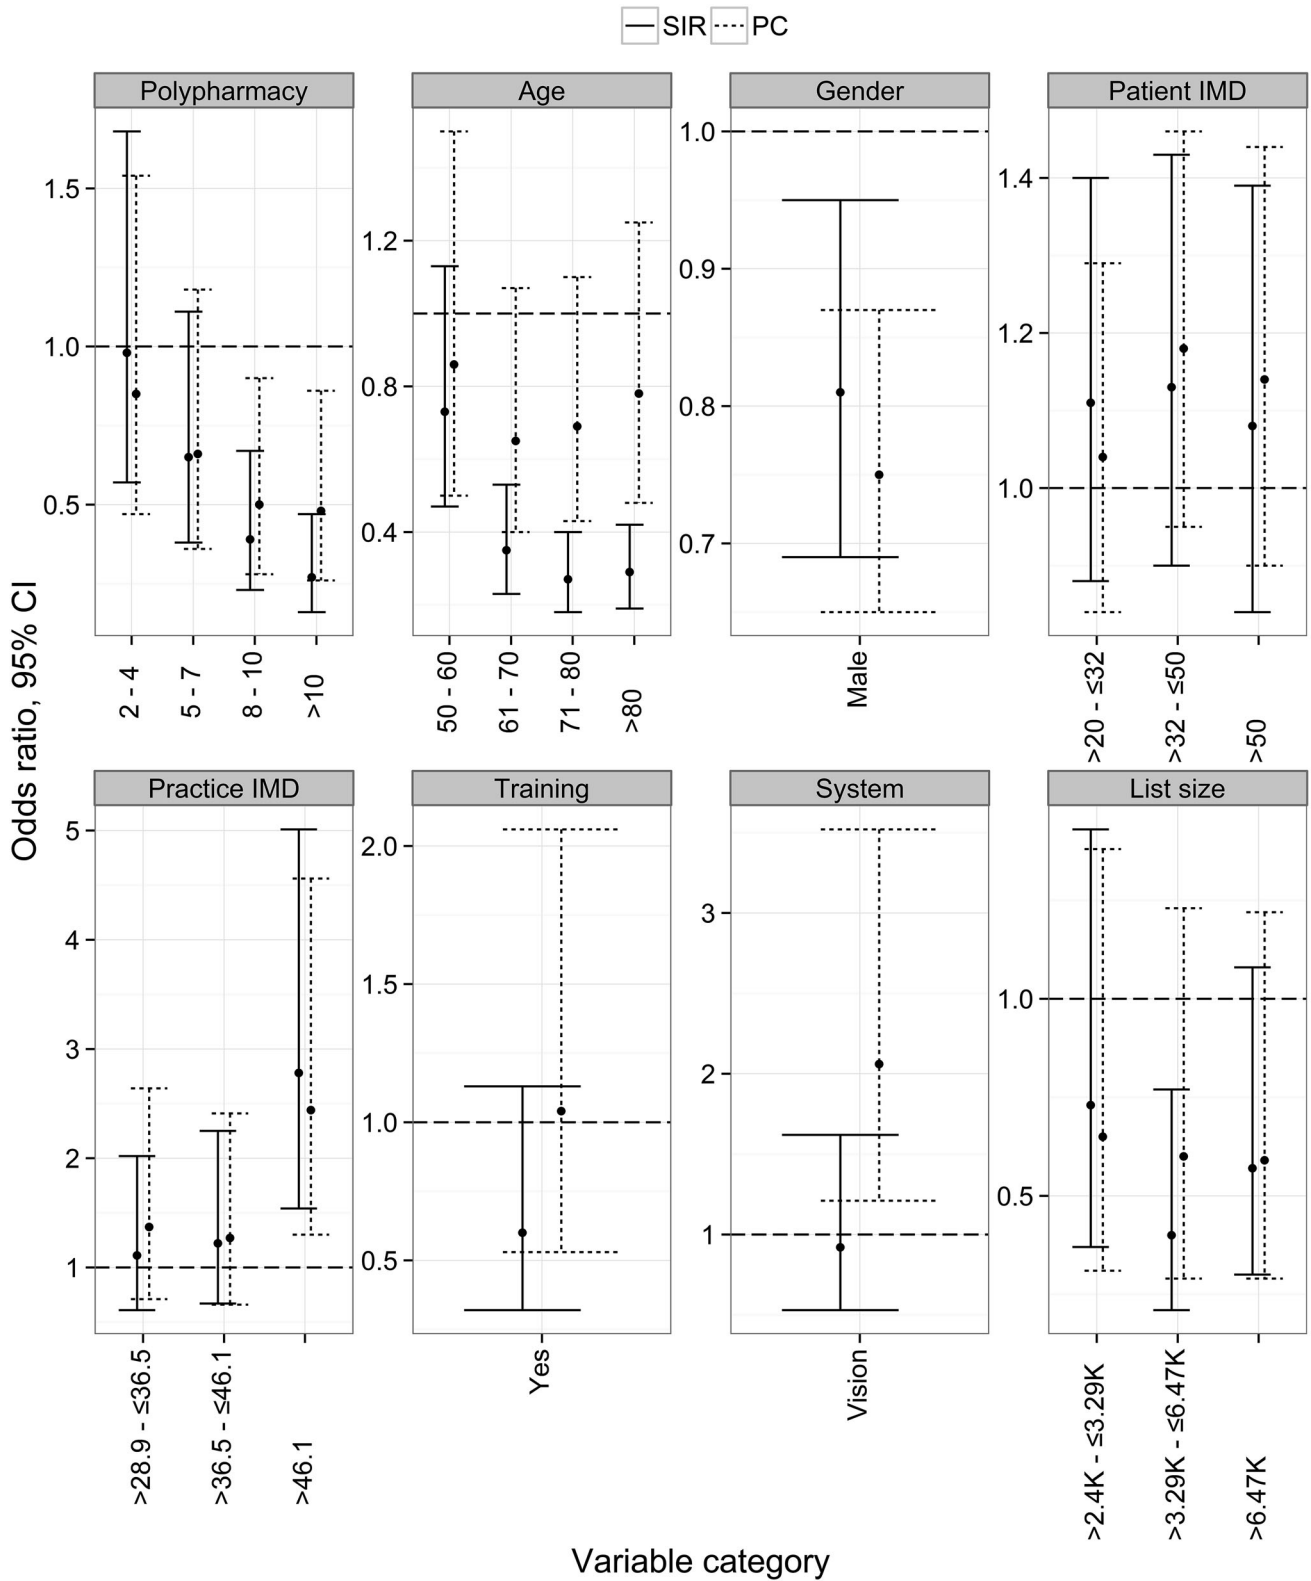 SIR PC
Polypharmacy Age Gender Patient IMD
1.5
1.0
0.5
1.2
0.8
0.4
1.0
0.9
0.8
0.7
1.4
1.2
1.0
2 - 4
5 - 7
8 - 10
>10
50 - 60
61 - 70
71 - 80
>80
Male
>20 - ≤32
>32 - ≤50
>50
Odds ratio, 95% CI
Practice IMD Training System List size
5
4
3
2
1
2.0
1.5
1.0
0.5
3
2
1
1.0
0.5
>28.9 - ≤36.5
>36.5 - ≤46.1
>46.1
Yes
Vision
>2.4K - ≤3.29K
>3.29K - ≤6.47K
>6.47K
Variable category